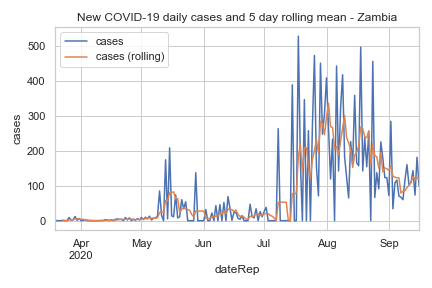 New COVID-19 daily cases and 5 day rolling mean - Zambia
cases
cases (rolling)
500
400
300
200
100
0
cases
Apr
2020
May
Jun
Jul
Aug
Sep
dateRep